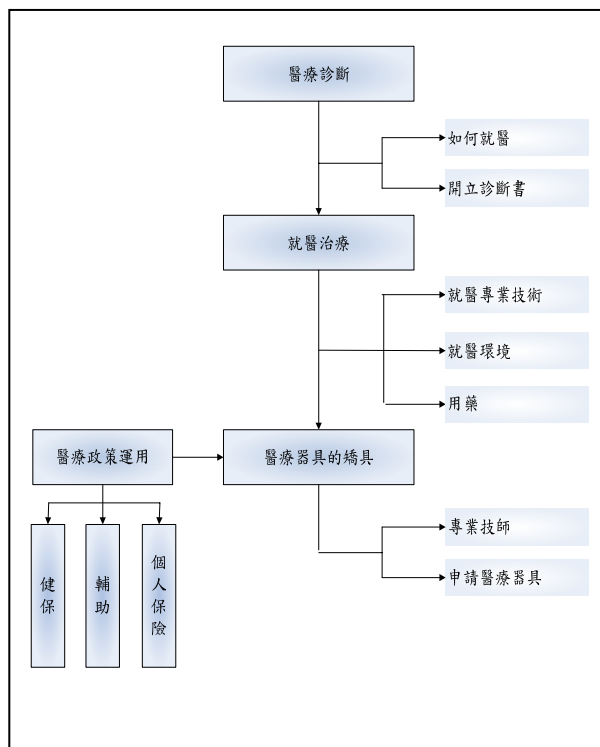 醫療診斷
如何就醫
開立診斷書
就醫治療
就醫專業技術
就醫環境
用藥
醫療政策運用
醫療器具的矯具
健保
輔助
個人保險
專業技師
申請醫療器具